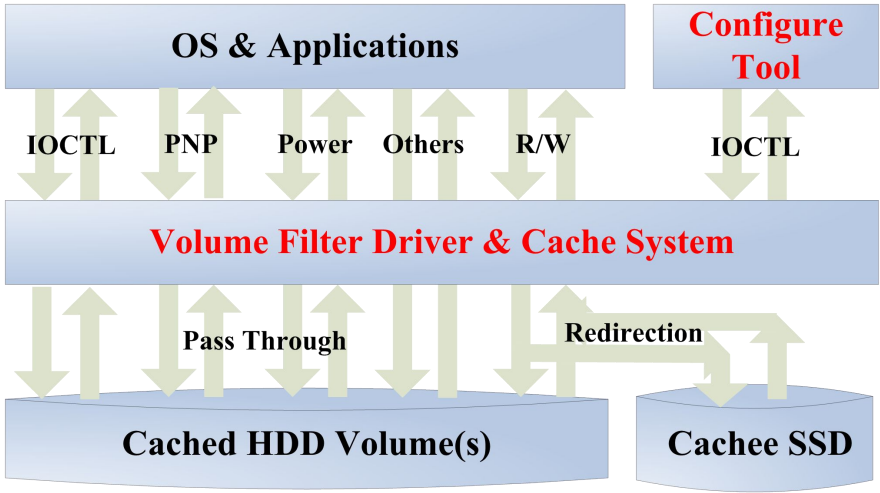 OS & Applications
Configure
Tool
IOCTL
PNP
Power
Others
R/W
IOCTL
Volume Filter Driver & Cache System
Pass Through
Redirection
Cached HDD Volume(s)
Cachee SSD